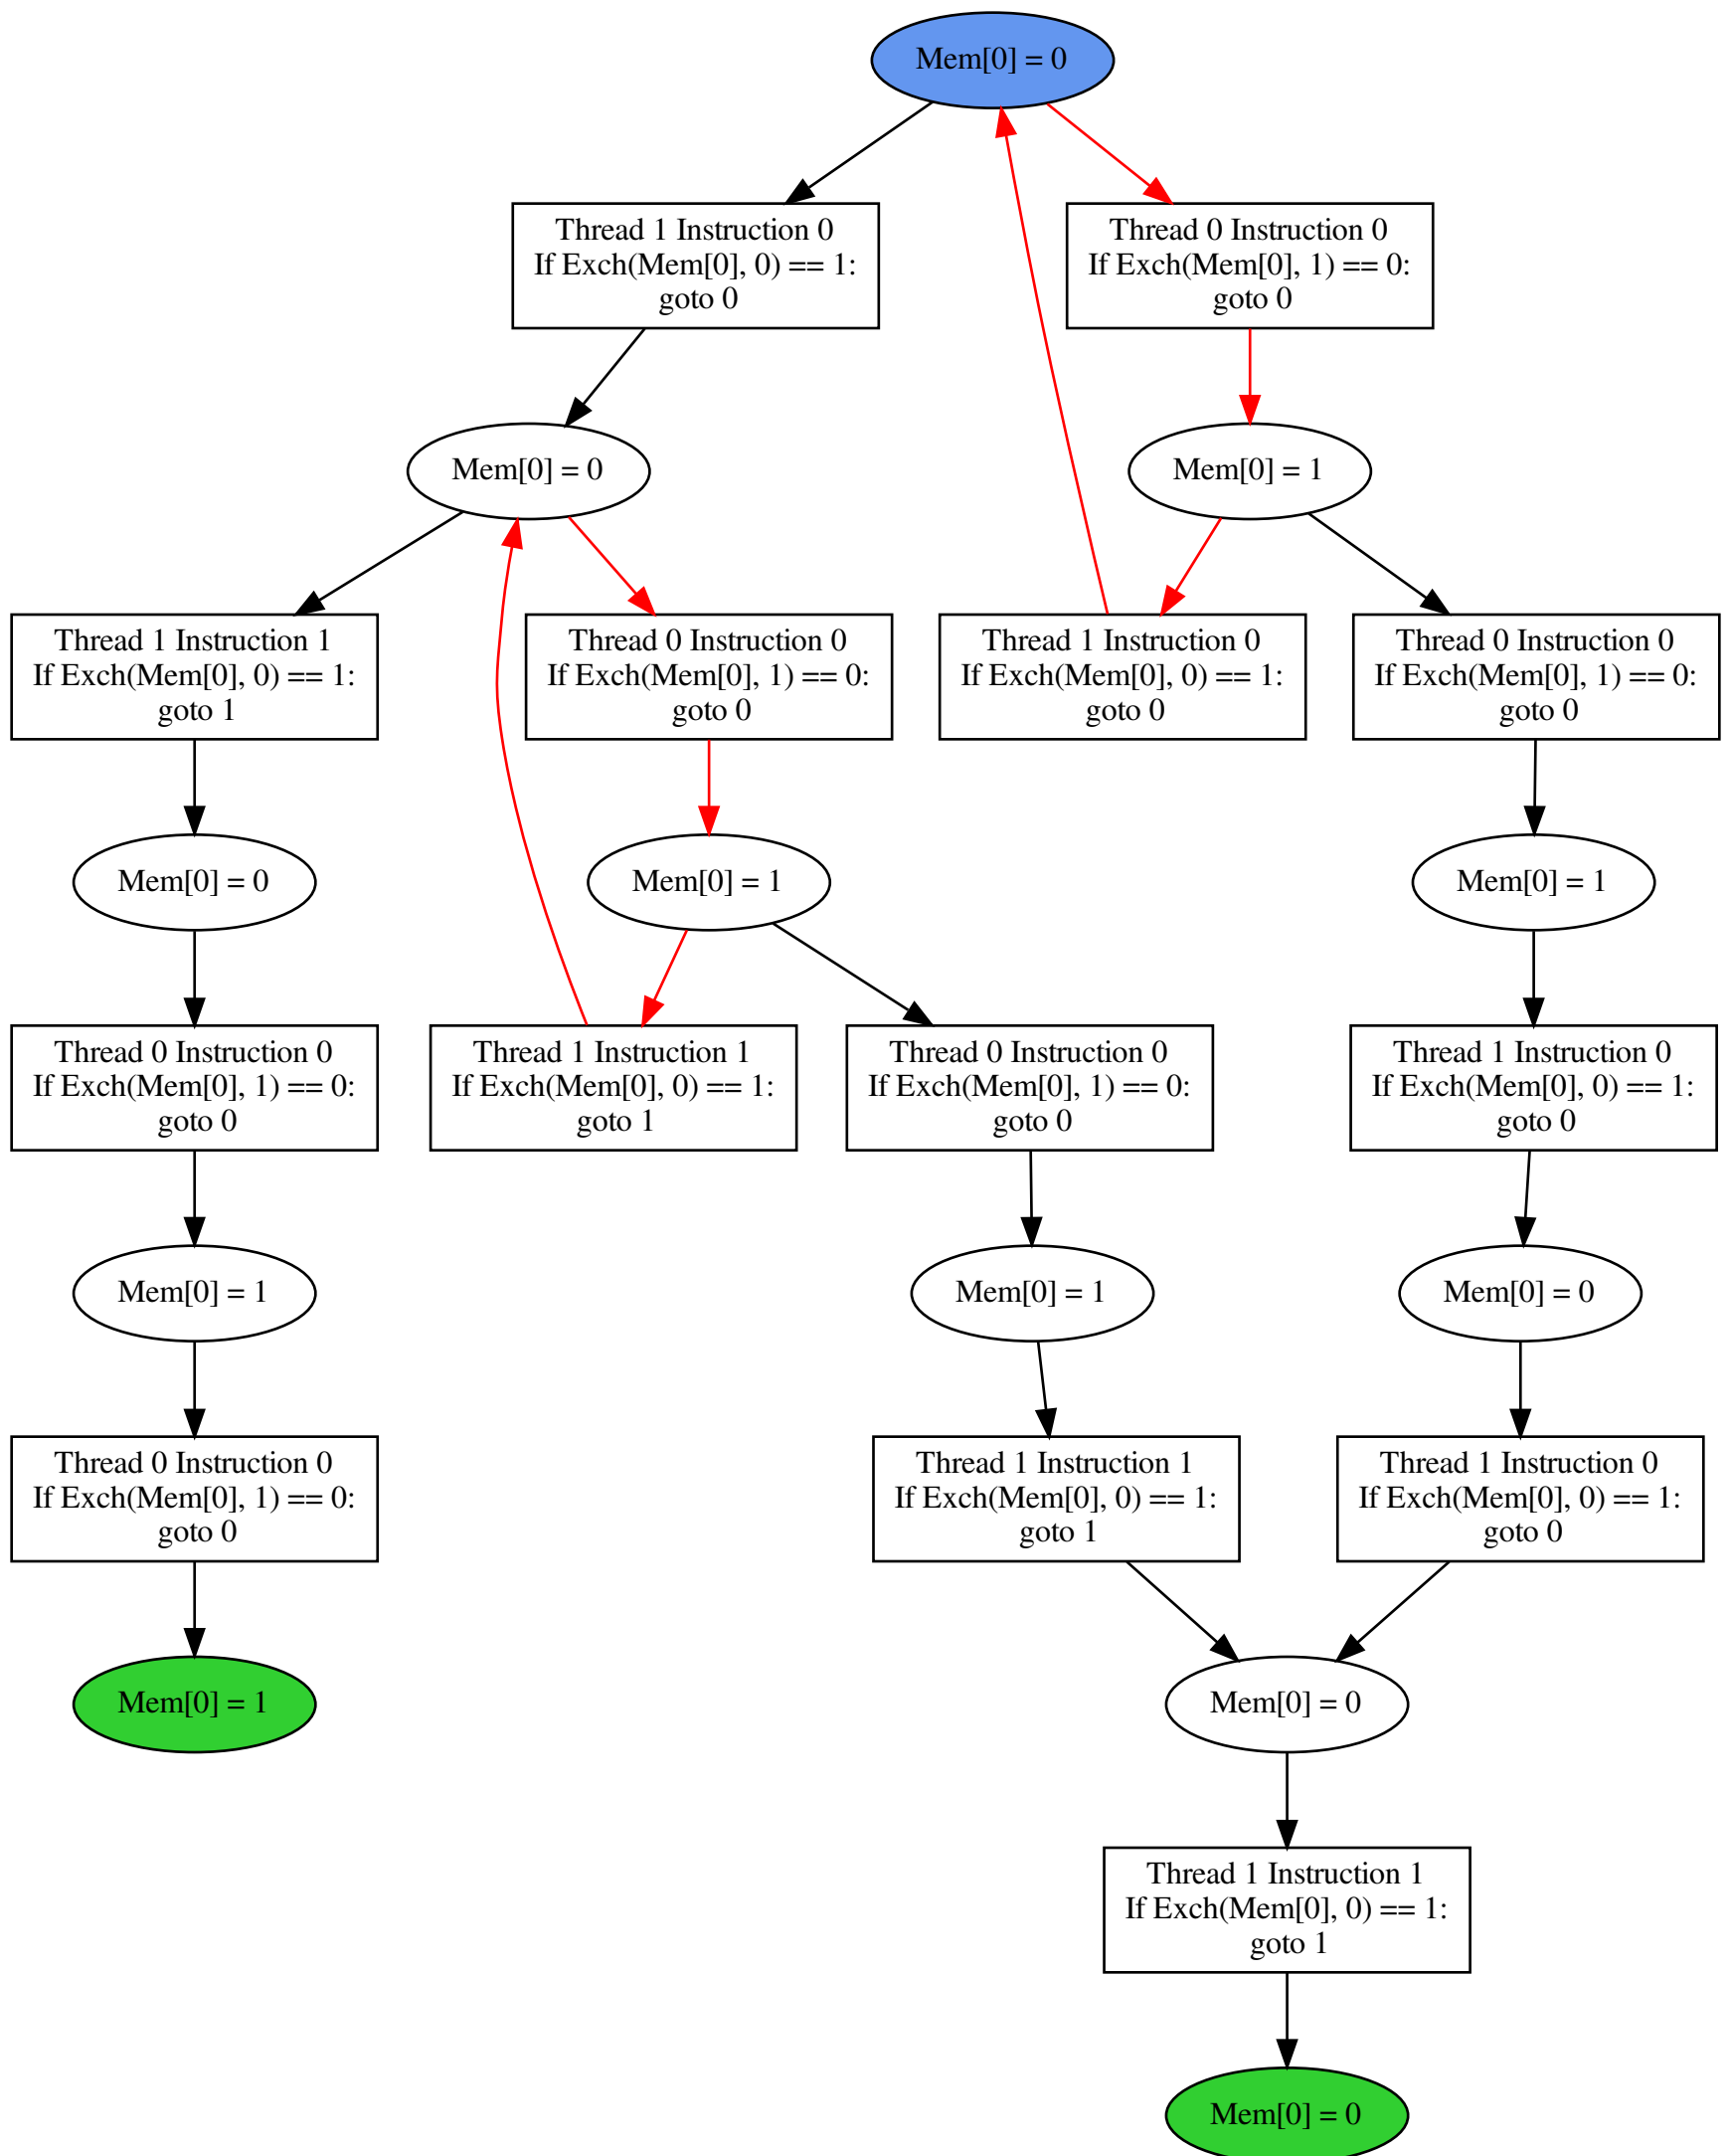 Mem[0] = 0
Thread 1 Instruction 0
If Exch(Mem[0], 0) == 1:
goto 0
Thread 0 Instruction 0
If Exch(Mem[0], 1) == 0:
goto 0
Mem[0] = 0
Mem[0] = 1
Thread 1 Instruction 1
If Exch(Mem[0], 0) == 1:
goto 1
Thread 0 Instruction 0
If Exch(Mem[0], 1) == 0:
goto 0
Thread 1 Instruction 0
If Exch(Mem[0], 0) == 1:
goto 0
Thread 0 Instruction 0
If Exch(Mem[0], 1) == 0:
goto 0
Mem[0] = 0
Mem[0] = 1
Mem[0] = 1
Thread 0 Instruction 0
If Exch(Mem[0], 1) == 0:
goto 0
Thread 1 Instruction 1
If Exch(Mem[0], 0) == 1:
goto 1
Thread 0 Instruction 0
If Exch(Mem[0], 1) == 0:
goto 0
Thread 1 Instruction 0
If Exch(Mem[0], 0) == 1:
goto 0
Mem[0] = 1
Mem[0] = 1
Mem[0] = 0
Thread 0 Instruction 0
If Exch(Mem[0], 1) == 0:
goto 0
Thread 1 Instruction 1
If Exch(Mem[0], 0) == 1:
goto 1
Thread 1 Instruction 0
If Exch(Mem[0], 0) == 1:
goto 0
Mem[0] = 1
Mem[0] = 0
Thread 1 Instruction 1
If Exch(Mem[0], 0) == 1:
goto 1
Mem[0] = 0